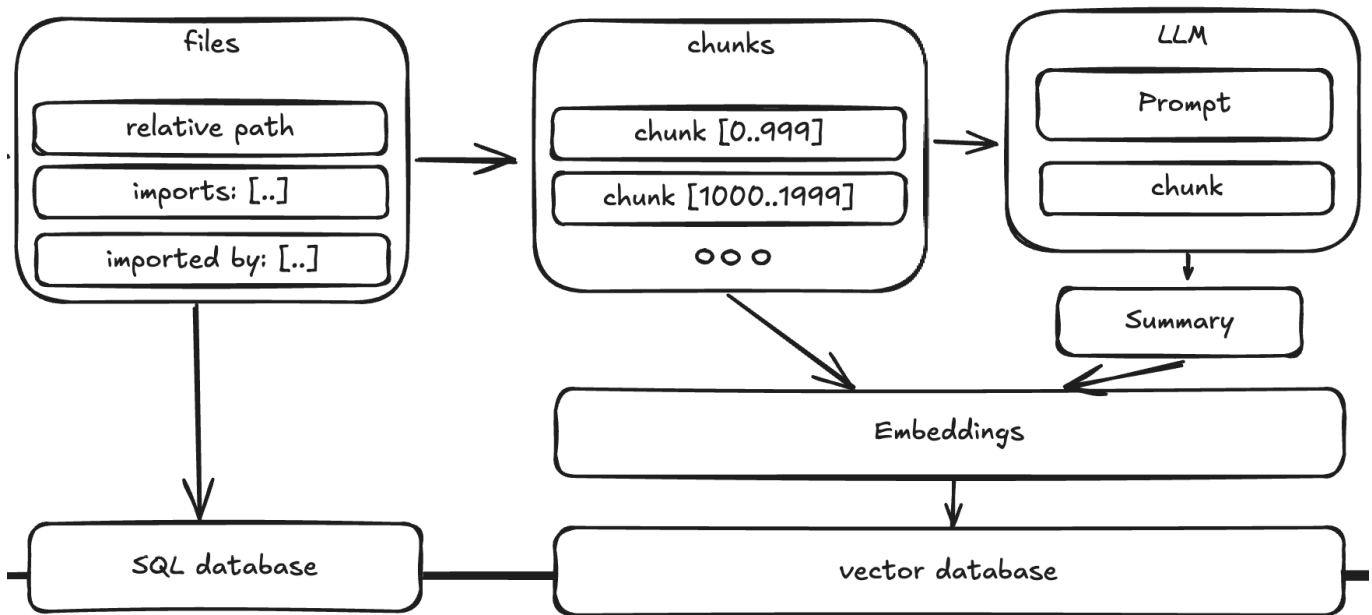 files
relative path
imports: [..]
imported by: [..]
chunks
chunk [0..999]
chunk [1000..1999]
LLM
Prompt
chunk
Summary
Embeddings
SQL database
vector database